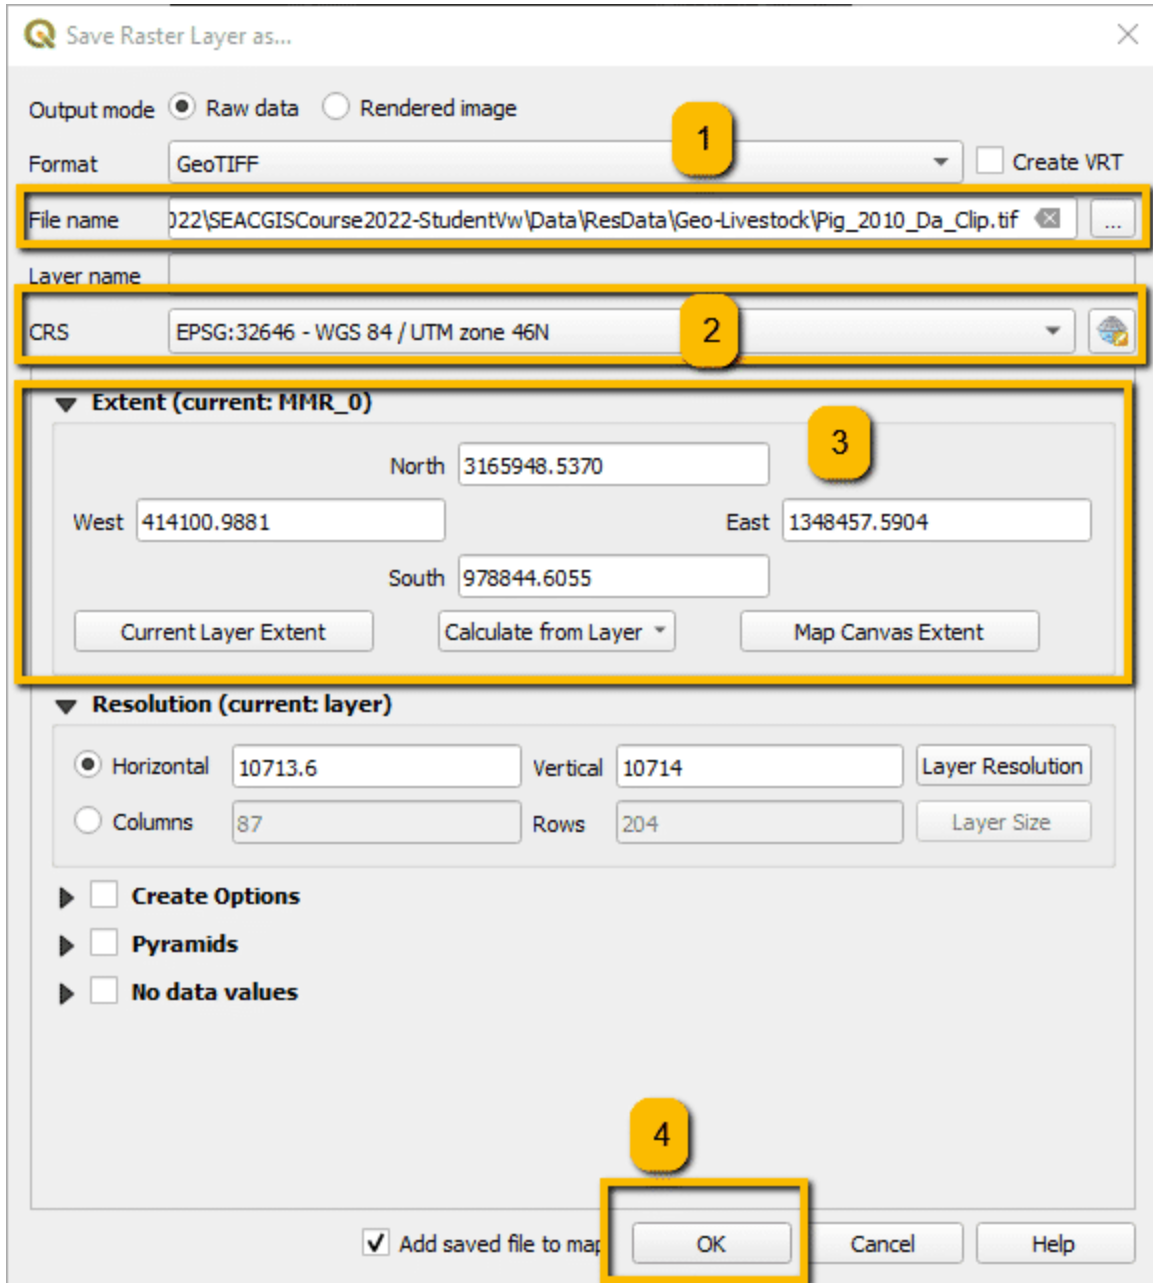 Save Raster Layer as...
Output mode Raw data Rendered image
1
Format GeoTIFF Create VRT
File name 022\SEACGISCourse2022-StudentVw\Data\ResData\Geo-Livestock\Pig_2010_Da_Clip.tif ...
Layer name
CRS EPSG:32646 - WGS 84 / UTM zone 46N 2
Extent (current: MMR_0)
3
North 3165948.5370
West 414100.9881 East 1348457.5904
South 978844.6055
Current Layer Extent Calculate from Layer Map Canvas Extent
Resolution (current: layer)
Horizontal 10713.6 Vertical 10714 Layer Resolution
Columns 87 Rows 204 Layer Size
Create Options
Pyramids
No data values
4
Add saved file to map OK Cancel Help